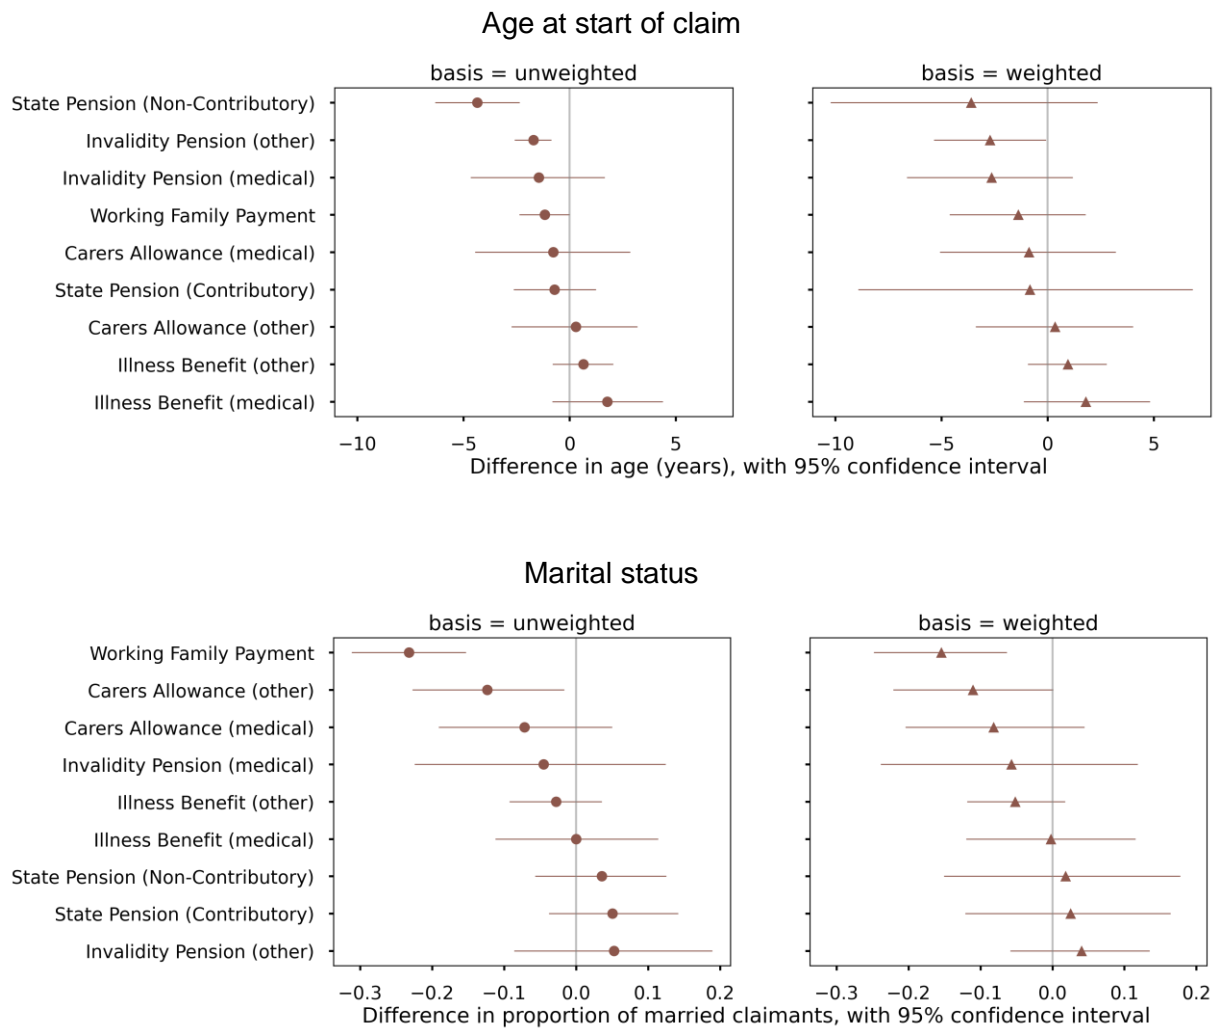 Age at start of claim
basis = unweighted
basis = weighted
State Pension (Non-Contributory)
Invalidity Pension (other)
Invalidity Pension (medical)
Working Family Payment
Carers Allowance (medical)
State Pension (Contributory)
Carers Allowance (other)
Illness Benefit (other)
Illness Benefit (medical)
−10 −5 0 5
−10 −5 0 5
Difference in age (years), with 95% confidence interval
Marital status
basis = unweighted
basis = weighted
Working Family Payment
Carers Allowance (other)
Carers Allowance (medical)
Invalidity Pension (medical)
Illness Benefit (other)
Illness Benefit (medical)
State Pension (Non-Contributory)
State Pension (Contributory)
Invalidity Pension (other)
−0.3 −0.2 −0.1 0.0 0.1 0.2
−0.3 −0.2 −0.1 0.0 0.1 0.2
Difference in proportion of married claimants, with 95% confidence interval